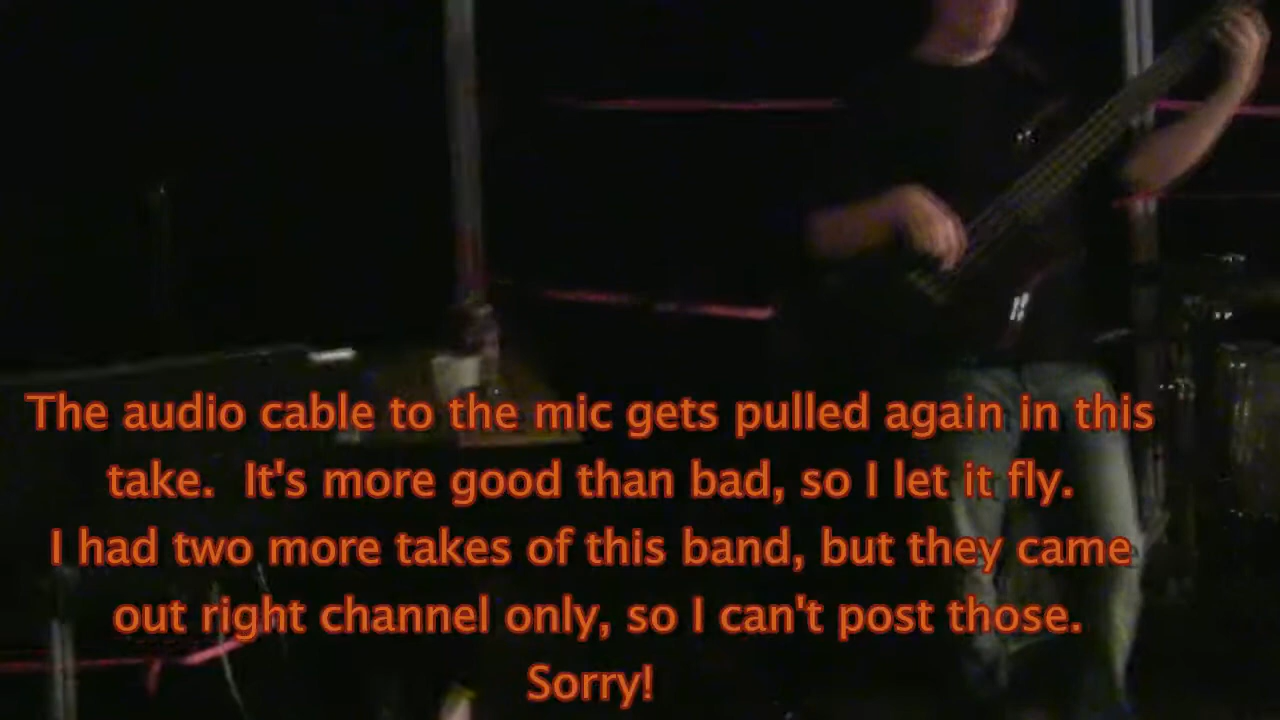 The audio cable to the mic gets pulled again in this
take.  It's more good than bad, so I let it fly.
I had two more takes of this band, but they came
out right channel only, so I can't post those.
Sorry!